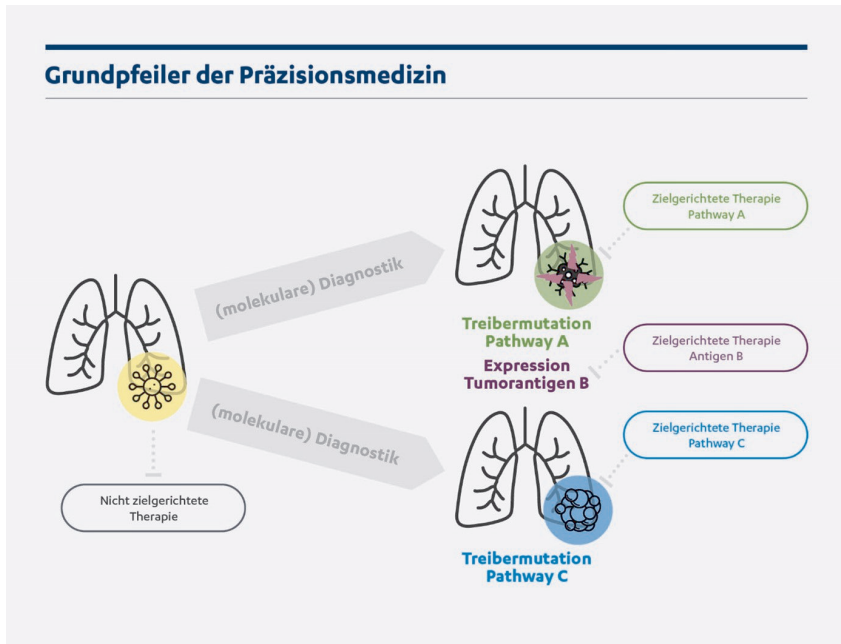 Grundpfeiler der Präzisionsmedizin
(molekulare) Diagnostik
(molekulare) Diagnostik
Nicht zielgerichtete
Therapie
Treibermutation
Pathway A
Expression
Tumorantigen B
Treibermutation
Pathway C
Zielgerichtete Therapie
Pathway A
Zielgerichtete Therapie
Antigen B
Zielgerichtete Therapie
Pathway C